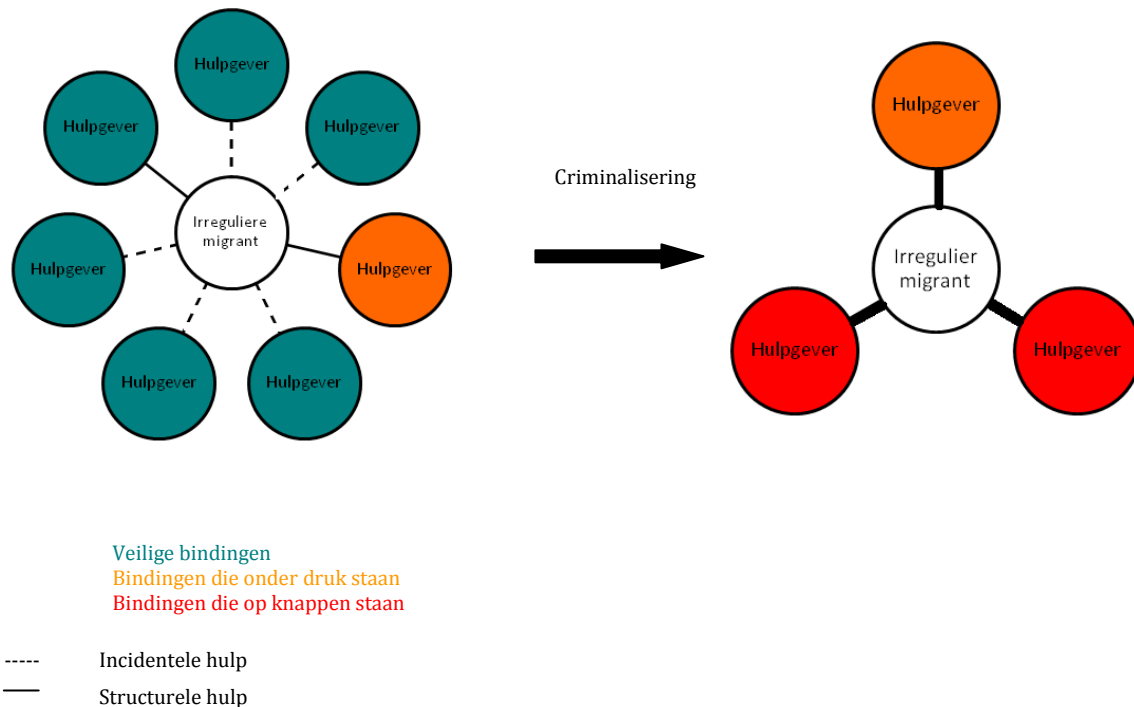 Hulpgever
Hulpgever
Hulpgever
Hulpgever
Hulpgever
Hulpgever
Hulpgever
Irreguliere
migrant
Criminalisering
Hulpgever
Irregulier
migrant
Hulpgever
Hulpgever
Veilige bindingen
Bindingen die onder druk staan
Bindingen die op knappen staan
----- Incidentele hulp
Structurele hulp